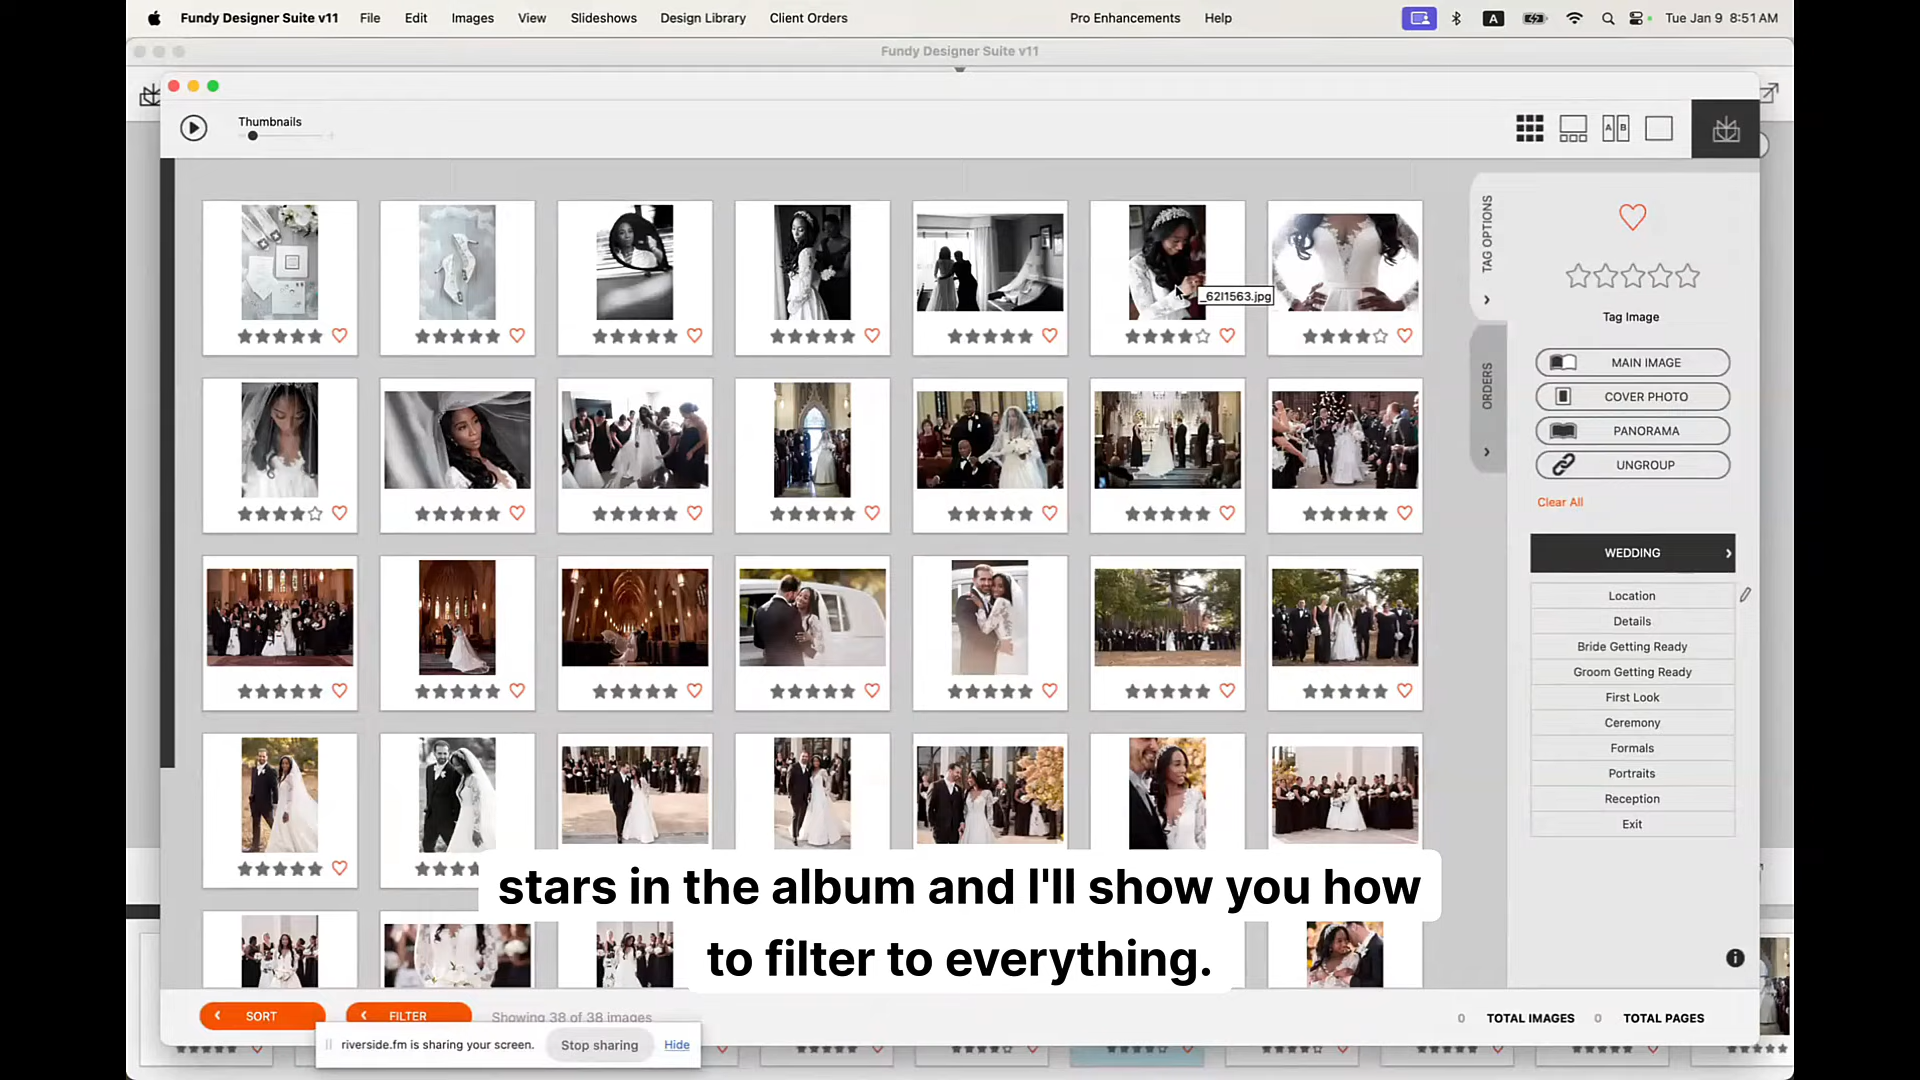 Fundy Designer Suite v11 File Edit Images View Slideshows Design Library Client Orders Pro Enhancements Help A Tue Jan 9 8:51 AM
Fundy Designer Suite v11
Thumbnails
A B
_62I1563.jpg
TAG OPTIONS
Tag Image
MAIN IMAGE
COVER PHOTO
PANORAMA
UNGROUP
ORDERS
Clear All
WEDDING
Location
Details
Bride Getting Ready
Groom Getting Ready
First Look
Ceremony
Formals
Portraits
Reception
Exit
stars in the album and I'll show you how
to filter to everything.
SORT FILTER Showing 38 of 38 images 0 TOTAL IMAGES 0 TOTAL PAGES
riverside.fm is sharing your screen. Stop sharing Hide